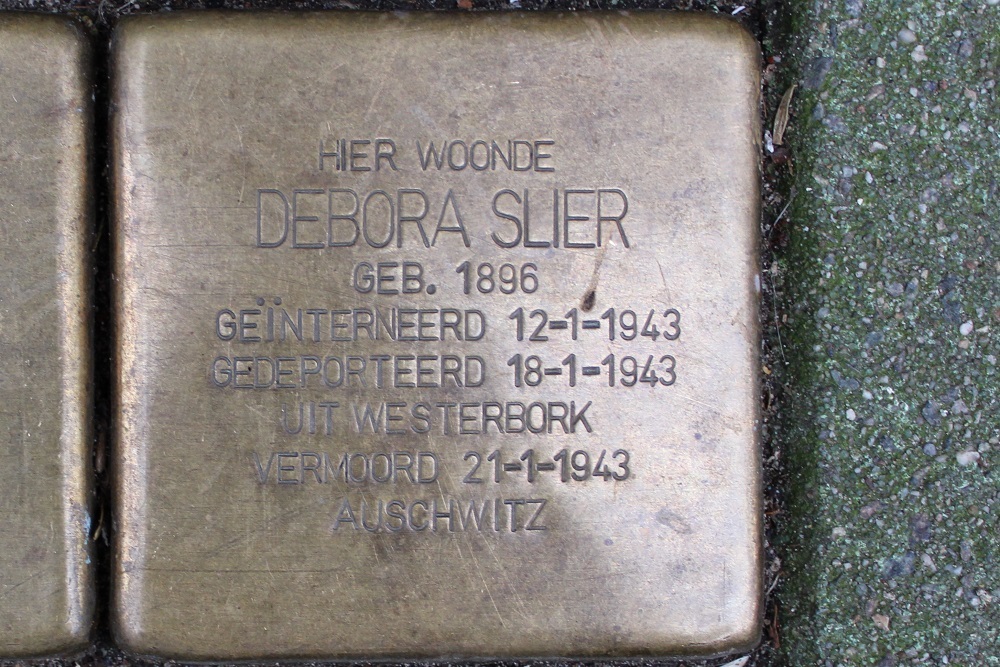 HIER WOONDE
DEBORA SLIER
GEB. 1896
GEÏNTERNEERD 12-1-1943
GEDEPORTEERD 18-1-1943
UIT WESTERBORK
VERMOORD 21-1-1943
AUSCHWITZ